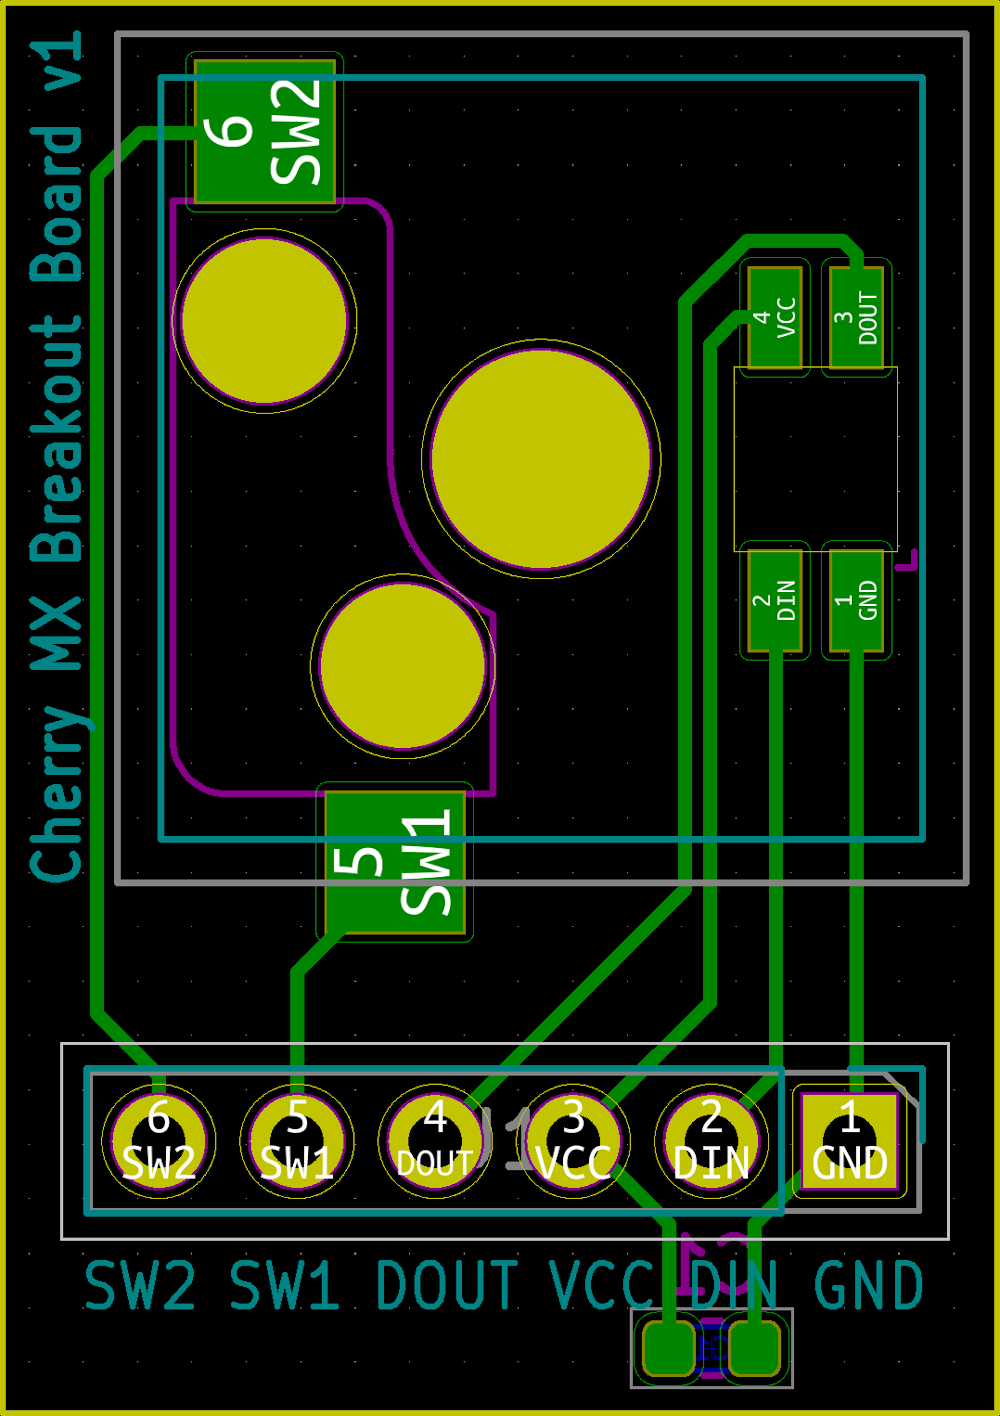 Cherry MX Breakout Board v1
6
SW2
4
VCC
3
DOUT
2
DIN
1
GND
5
SW1
6
SW2
5
SW1
4
DOUT
J1
3
VCC
2
DIN
1
GND
C1
SW2 SW1 DOUT VCC DIN GND